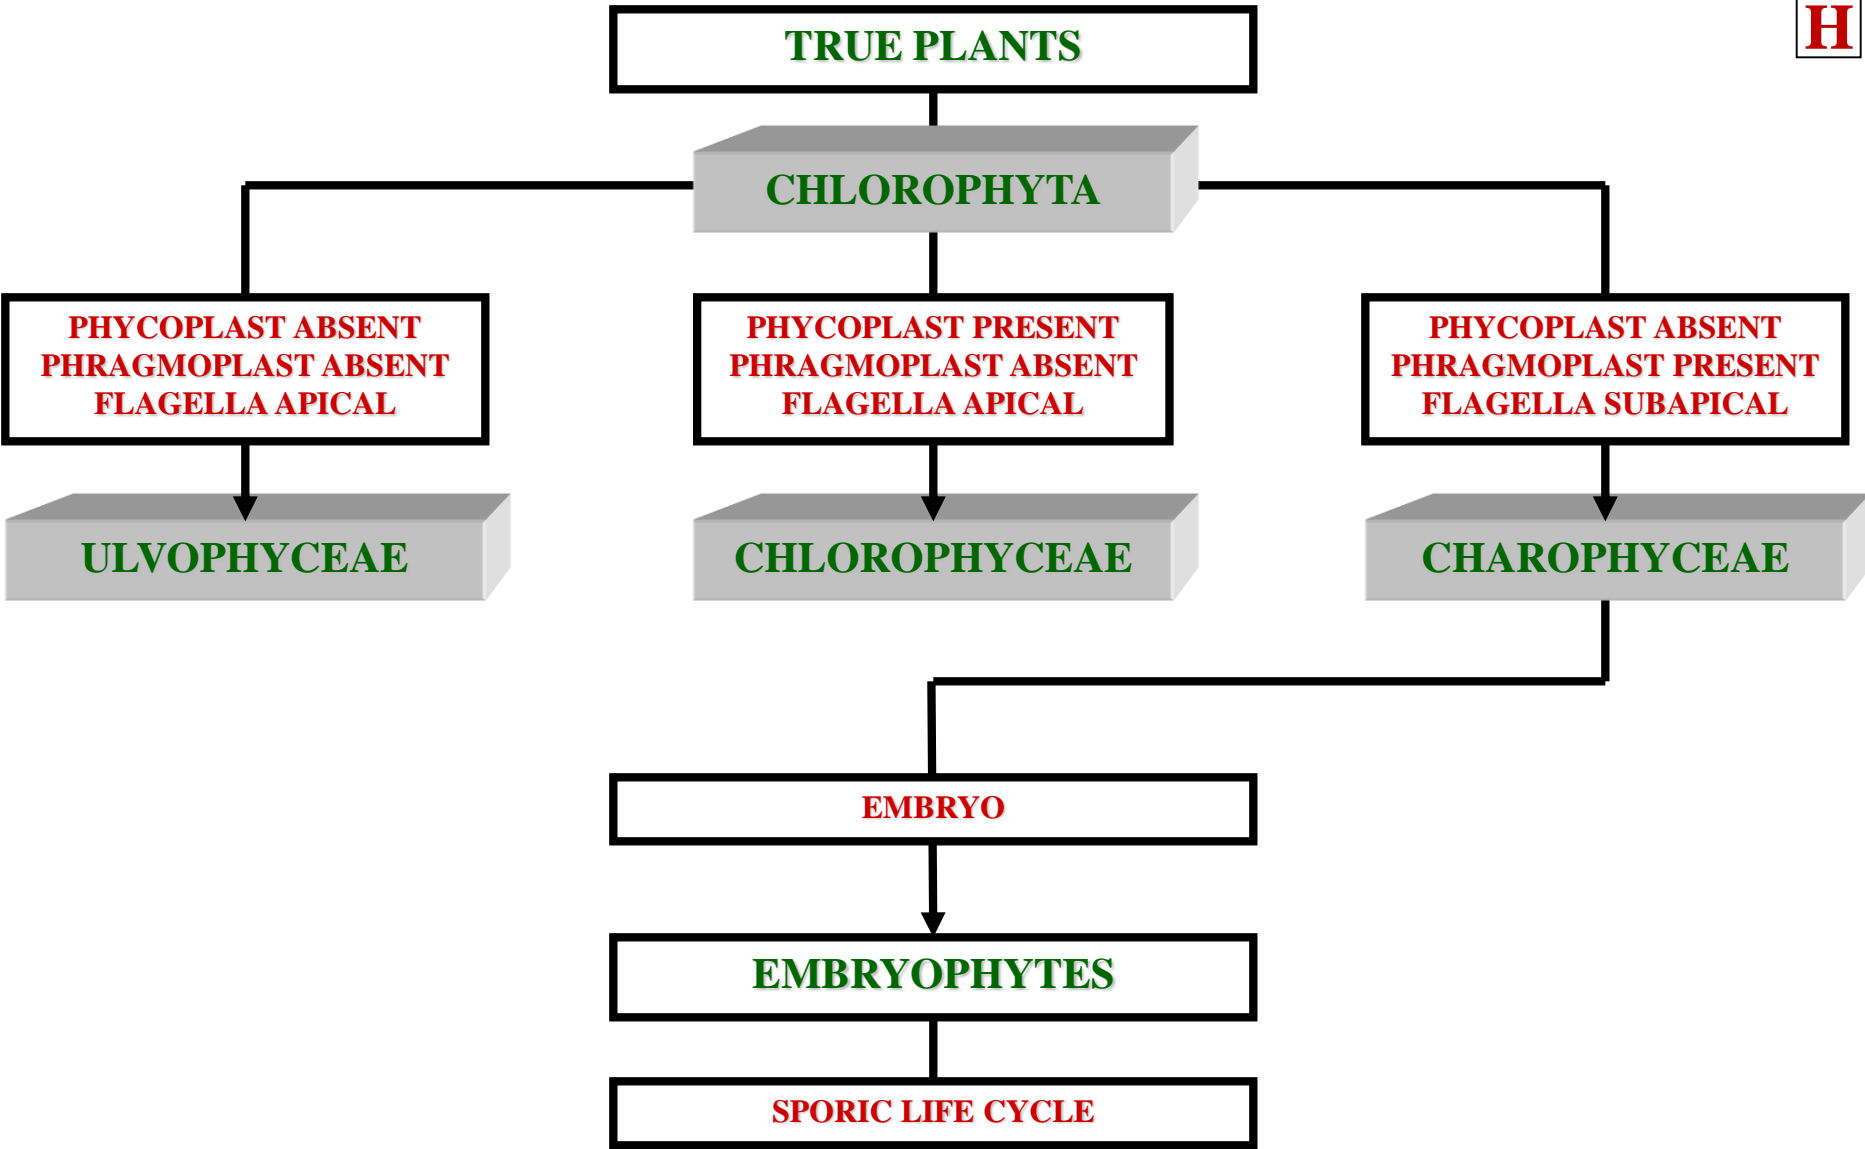 H
TRUE PLANTS
CHLOROPHYTA
PHYCOPLAST ABSENT
PHRAGMOPLAST ABSENT
FLAGELLA APICAL
PHYCOPLAST PRESENT
PHRAGMOPLAST ABSENT
FLAGELLA APICAL
PHYCOPLAST ABSENT
PHRAGMOPLAST PRESENT
FLAGELLA SUBAPICAL
ULVOPHYCEAE
CHLOROPHYCEAE
CHAROPHYCEAE
EMBRYO
EMBRYOPHYTES
SPORIC LIFE CYCLE